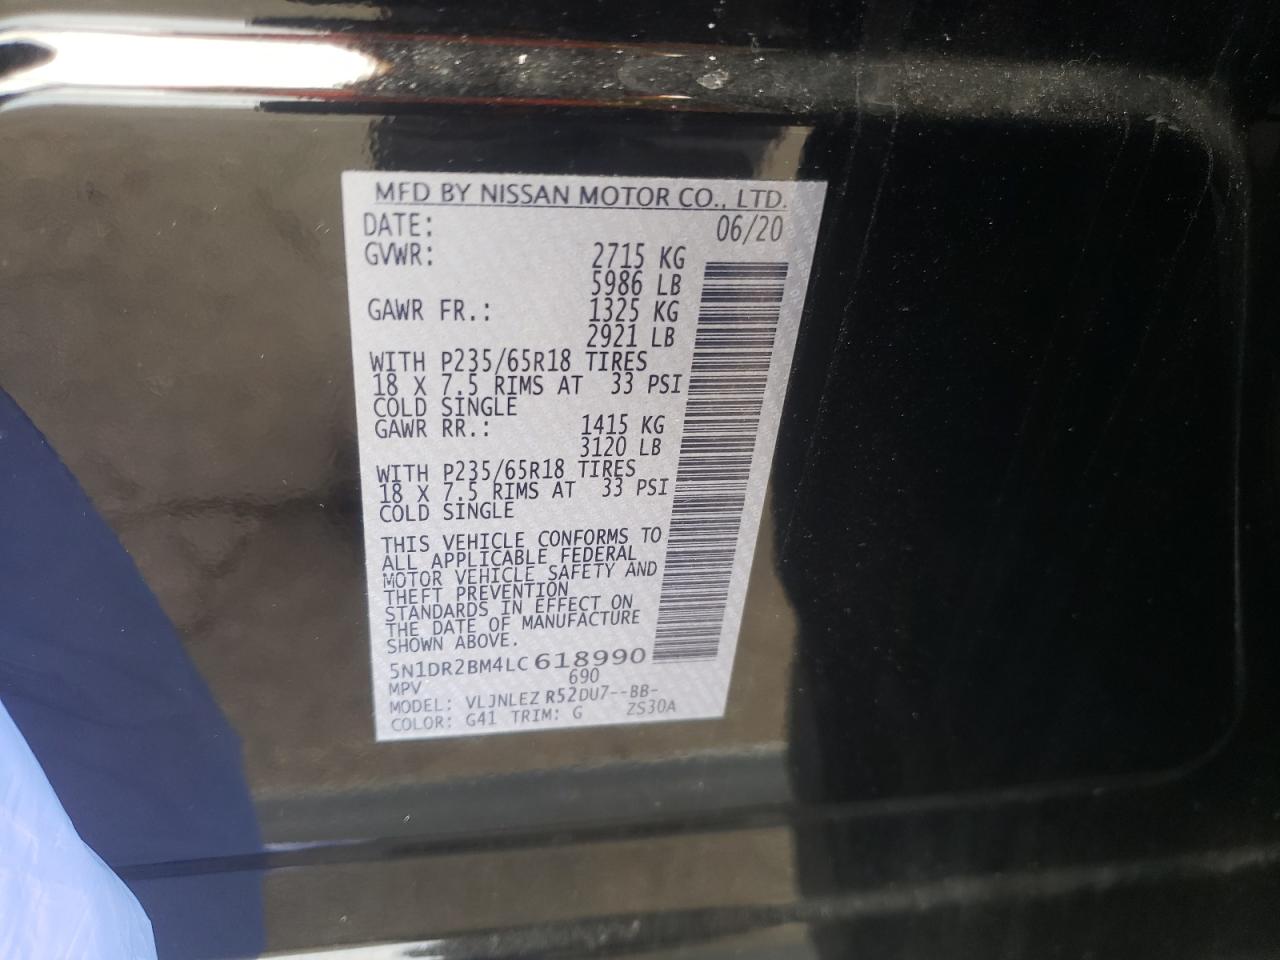 MFD BY NISSAN MOTOR CO., LTD.
DATE: 06/20
GVWR: 2715 KG
5986 LB
GAWR FR.: 1325 KG
2921 LB
WITH P235/65R18 TIRES
18 X 7.5 RIMS AT 33 PSI
COLD SINGLE
GAWR RR.: 1415 KG
3120 LB
WITH P235/65R18 TIRES
18 X 7.5 RIMS AT 33 PSI
COLD SINGLE
THIS VEHICLE CONFORMS TO
ALL APPLICABLE FEDERAL
MOTOR VEHICLE SAFETY AND
THEFT PREVENTION
STANDARDS IN EFFECT ON
THE DATE OF MANUFACTURE
SHOWN ABOVE.
5N1DR2BM4LC618990
MPV 690
MODEL: VLJNLEZ R52DU7--BB-
COLOR: G41 TRIM: G ZS30A